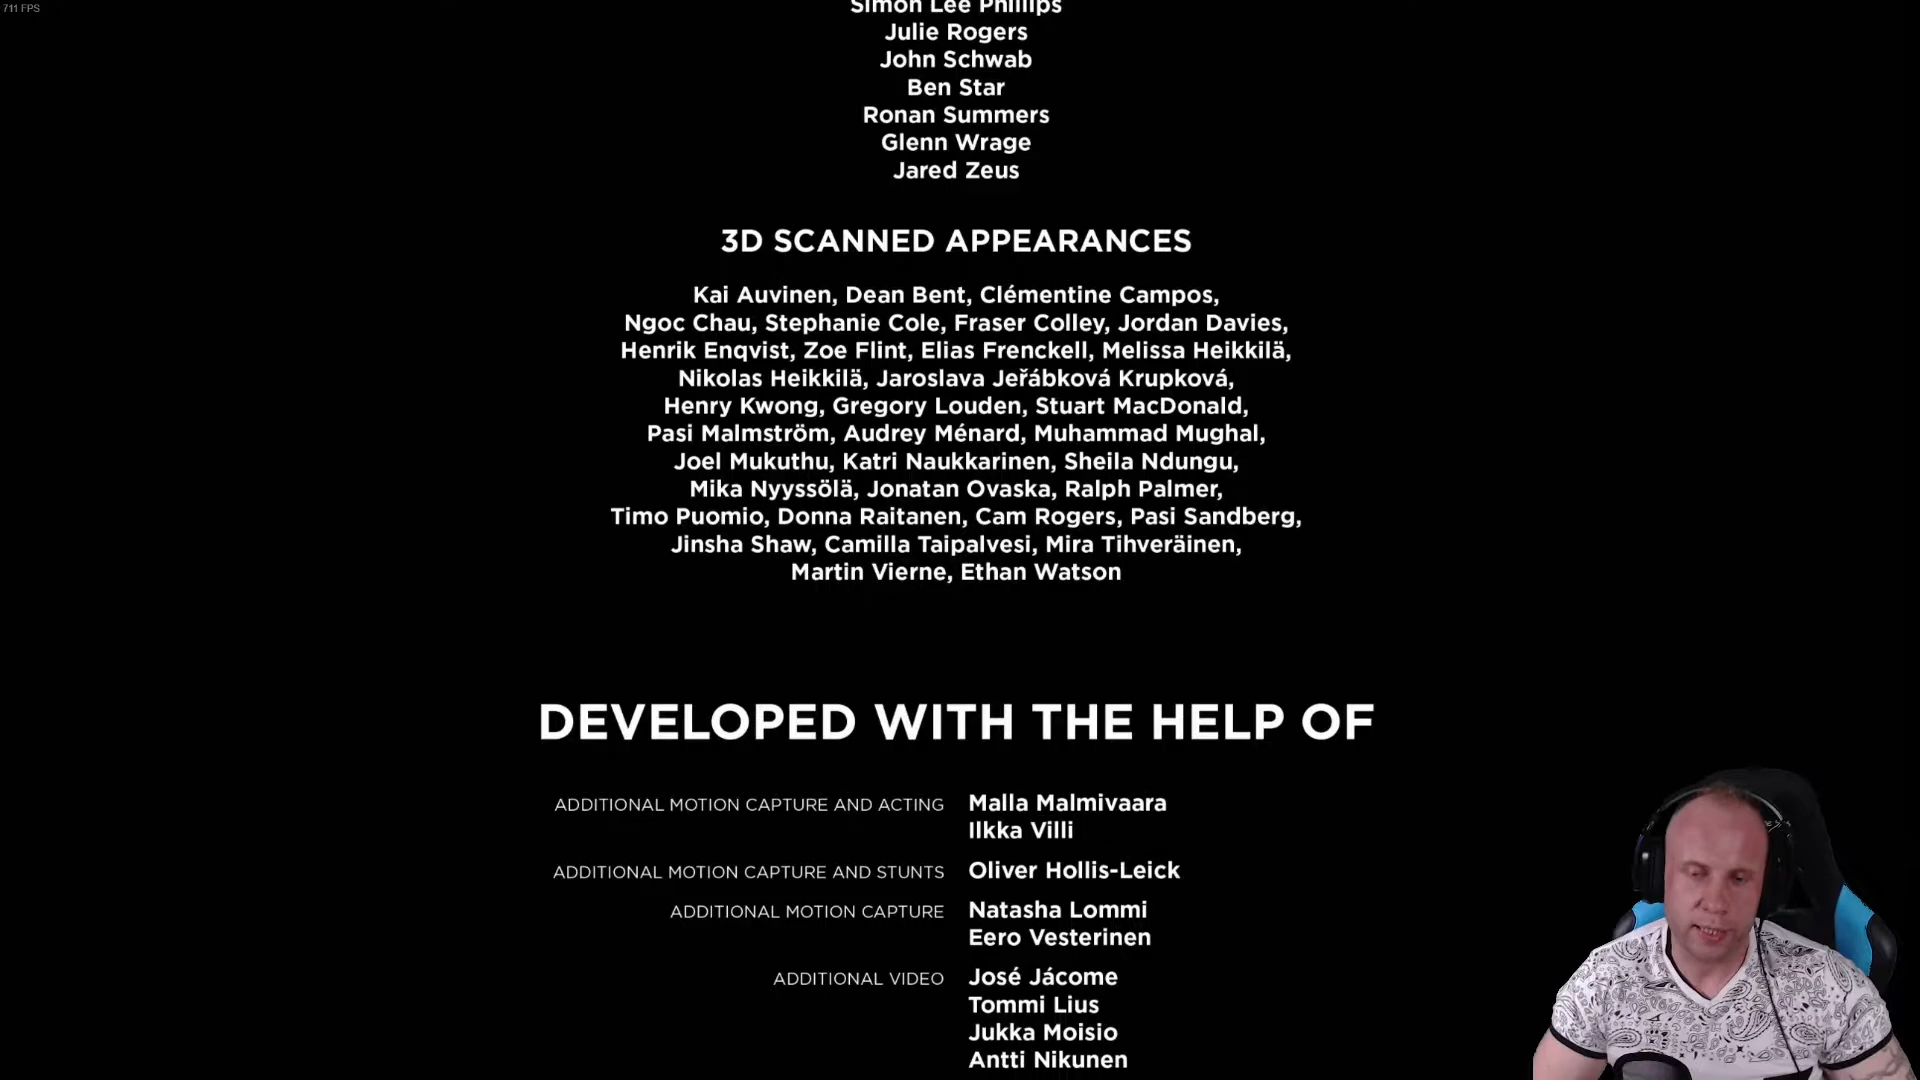 711 FPS
Simon Lee Phillips
Julie Rogers
John Schwab
Ben Star
Ronan Summers
Glenn Wrage
Jared Zeus
3D SCANNED APPEARANCES
Kai Auvinen, Dean Bent, Clémentine Campos,
Ngoc Chau, Stephanie Cole, Fraser Colley, Jordan Davies,
Henrik Enqvist, Zoe Flint, Elias Frenckell, Melissa Heikkilä,
Nikolas Heikkilä, Jaroslava Jeřábková Krupková,
Henry Kwong, Gregory Louden, Stuart MacDonald,
Pasi Malmström, Audrey Ménard, Muhammad Mughal,
Joel Mukuthu, Katri Naukkarinen, Sheila Ndungu,
Mika Nyyssölä, Jonatan Ovaska, Ralph Palmer,
Timo Puomio, Donna Raitanen, Cam Rogers, Pasi Sandberg,
Jinsha Shaw, Camilla Taipalvesi, Mira Tihveräinen,
Martin Vierne, Ethan Watson
DEVELOPED WITH THE HELP OF
ADDITIONAL MOTION CAPTURE AND ACTING Malla Malmivaara
Ilkka Villi
ADDITIONAL MOTION CAPTURE AND STUNTS Oliver Hollis-Leick
ADDITIONAL MOTION CAPTURE Natasha Lommi
Eero Vesterinen
ADDITIONAL VIDEO José Jácome
Tommi Lius
Jukka Moisio
Antti Nikunen